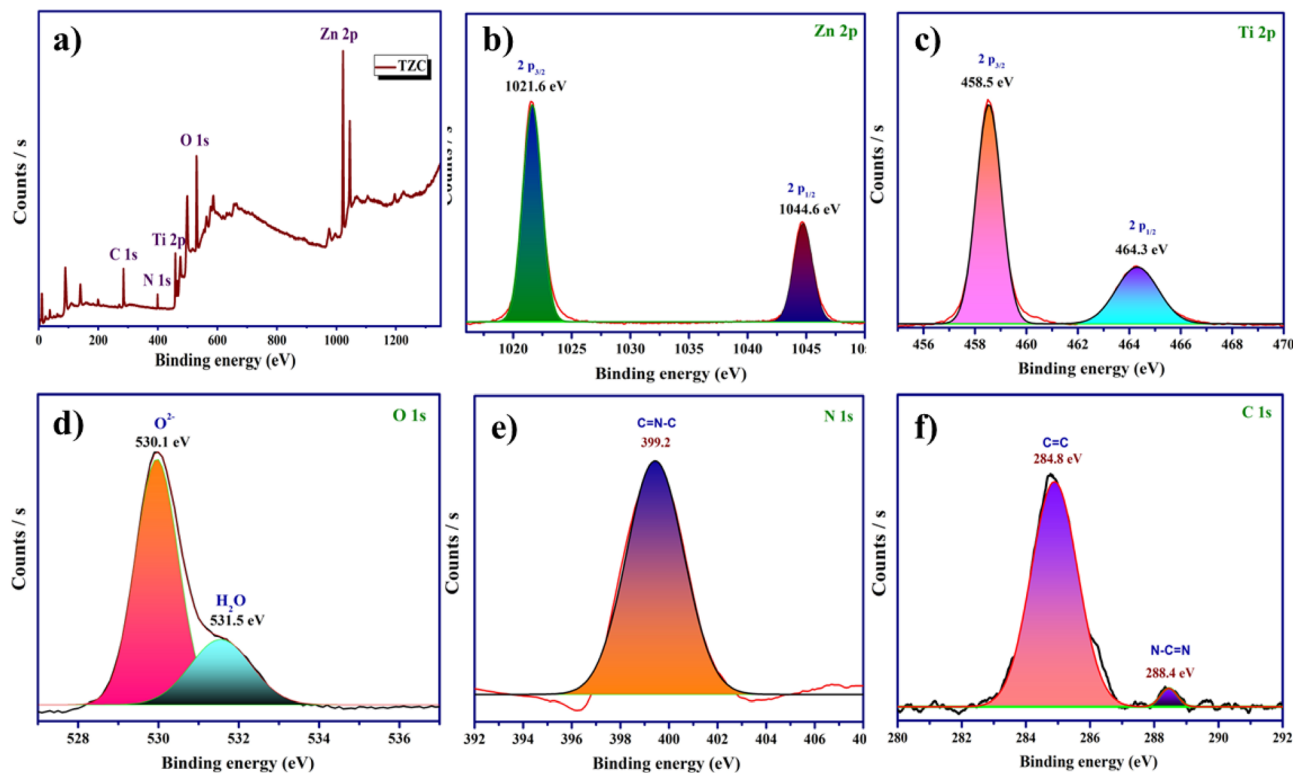 a)
Zn 2p
TZC
O 1s
Ti 2p
C 1s
N 1s
Counts / s
0 200 400 600 800 1000 1200
Binding energy (eV)
b)
Zn 2p
2 p3/2
1021.6 eV
2 p1/2
1044.6 eV
Counts / s
1020 1025 1030 1035 1040 1045
Binding energy (eV)
c)
Ti 2p
2 p3/2
458.5 eV
2 p1/2
464.3 eV
Counts / s
456 458 460 462 464 466 468 470
Binding energy (eV)
d)
O 1s
O2-
530.1 eV
H2O
531.5 eV
Counts / s
528 530 532 534 536
Binding energy (eV)
e)
N 1s
C=N-C
399.2
Counts / s
392 394 396 398 400 402 404 406 40
Binding energy (eV)
f)
C 1s
C=C
284.8 eV
N-C=N
288.4 eV
Counts / s
280 282 284 286 288 290 292
Binding energy (eV)